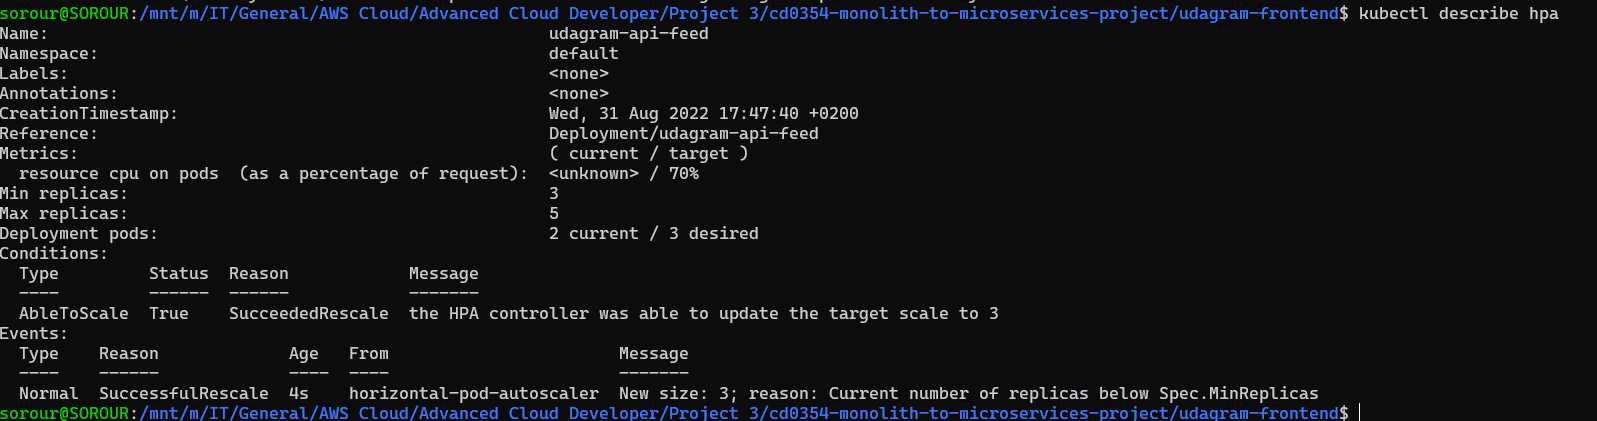 sorour@SOROUR:/mnt/m/IT/General/AWS Cloud/Advanced Cloud Developer/Project 3/cd0354-monolith-to-microservices-project/udagram-frontend$ kubectl describe hpa
Name:                                                  udagram-api-feed
Namespace:                                             default
Labels:                                                <none>
Annotations:                                           <none>
CreationTimestamp:                                     Wed, 31 Aug 2022 17:47:40 +0200
Reference:                                             Deployment/udagram-api-feed
Metrics:                                               ( current / target )
  resource cpu on pods  (as a percentage of request):  <unknown> / 70%
Min replicas:                                          3
Max replicas:                                          5
Deployment pods:                                       2 current / 3 desired
Conditions:
  Type         Status  Reason            Message
  ----         ------  ------            -------
  AbleToScale  True    SucceededRescale  the HPA controller was able to update the target scale to 3
Events:
  Type    Reason             Age   From                       Message
  ----    ------             ----  ----                       -------
  Normal  SuccessfulRescale  4s    horizontal-pod-autoscaler  New size: 3; reason: Current number of replicas below Spec.MinReplicas
sorour@SOROUR:/mnt/m/IT/General/AWS Cloud/Advanced Cloud Developer/Project 3/cd0354-monolith-to-microservices-project/udagram-frontend$